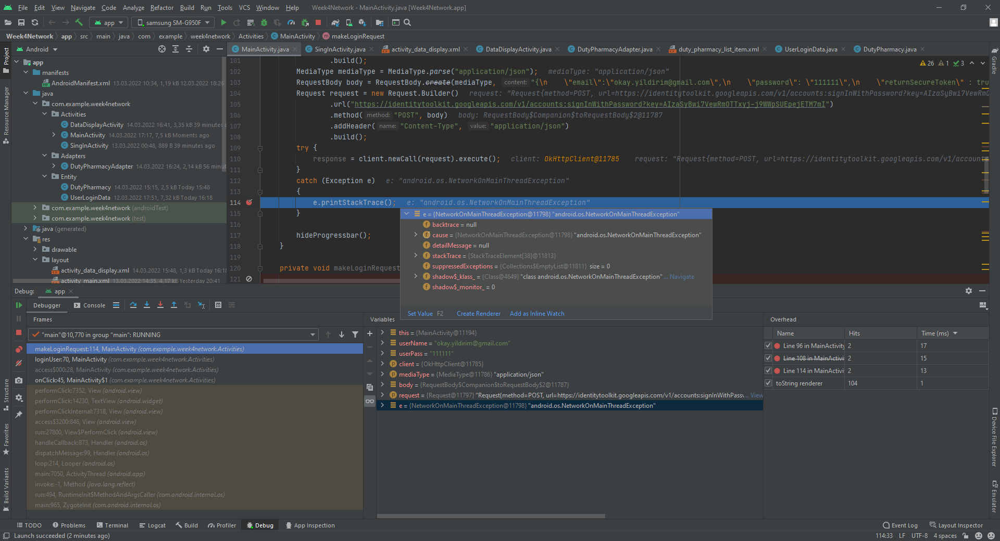 File Edit View Navigate Code Analyze Refactor Build Run Tools VCS Window Help Week4Network - MainActivity.java [Week4Network.app]
app samsung SM-G950F
Week4Network app src main java com example week4network Activities MainActivity makeLoginRequest
Android
MainActivity.java SingInActivity.java activity_data_display.xml DataDisplayActivity.java DutyPharmacyAdapter.java duty_pharmacy_list_item.xml UserLoginData.java DutyPharmacy.java
Project
Resource Manager
Structure
Favorites
Build Variants
Gradle
Device File Explorer
Emulator
app
manifests
AndroidManifest.xml 13.03.2022 10:34, 1,19 kB 12.03.2022 18:26
java
com.example.week4network
Activities
DataDisplayActivity 14.03.2022 16:41, 3,35 kB 39 minutes a
MainActivity 14.03.2022 17:17, 7,5 kB Moments ago
SingInActivity 13.03.2022 00:48, 889 B 39 minutes ago
Adapters
DutyPharmacyAdapter 14.03.2022 16:24, 2,14 kB 56 minut
Entity
DutyPharmacy 14.03.2022 15:15, 2,5 kB Today 15:48
UserLoginData 12.03.2022 17:51, 7,32 kB Today 16:18
com.example.week4network (androidTest)
com.example.week4network (test)
java (generated)
res
drawable
layout
activity_data_display.xml 14.03.2022 15:48, 1,3 kB Today 16:18
activity_main.xml 13.03.2022 14:35, 4,17 kB Yesterday 20:41
26 1 3
101 .build();
102 MediaType mediaType = MediaType.parse("application/json"); mediaType: "application/json"
103 RequestBody body = RequestBody.create(mediaType, content: "{\n \"email\":\"okay.yildirim@gmail.com\",\n \"password\": \"111111\",\n \"returnSecureToken\" : tru
104 Request request = new Request.Builder() request: "Request{method=POST, url=https://identitytoolkit.googleapis.com/v1/accounts:signInWithPassword?key=AIzaSyBwi7VewRmO
105 .url("https://identitytoolkit.googleapis.com/v1/accounts:signInWithPassword?key=AIzaSyBwi7VewRmOTTxyj-j9WWpSUEpejETM7mI")
106 .method( method: "POST", body) body: RequestBody$Companion$toRequestBody$2@11787
107 .addHeader( name: "Content-Type", value: "application/json")
108 .build();
109 try {
110 response = client.newCall(request).execute(); client: OkHttpClient@11785 request: "Request{method=POST, url=https://identitytoolkit.googleapis.com/v1/accounts
111 }
112 catch (Exception e) e: "android.os.NetworkOnMainThreadException"
113 {
114 e.printStackTrace(); e: "android.os.NetworkOnMainThreadException"
115 }
116
117 hideProgressbar();
118 }
119
120 private void makeLoginRequest
121
e = {NetworkOnMainThreadException@11798} "android.os.NetworkOnMainThreadException"
backtrace = null
cause = {NetworkOnMainThreadException@11798} "android.os.NetworkOnMainThreadException"
detailMessage = null
stackTrace = {StackTraceElement[38]@11813}
suppressedExceptions = {Collections$EmptyList@11811} size = 0
shadow$_klass_ = {Class@4649} "class android.os.NetworkOnMainThreadException" ... Navigate
shadow$_monitor_ = 0
Set Value F2 Create Renderer Add as Inline Watch
Debug: app
Debugger Console
Frames
"main"@10,770 in group "main": RUNNING
makeLoginRequest:114, MainActivity (com.example.week4network.Activities)
loginUser:70, MainActivity (com.example.week4network.Activities)
access$000:28, MainActivity (com.example.week4network.Activities)
onClick:45, MainActivity$1 (com.example.week4network.Activities)
performClick:7352, View (android.view)
performClick:14230, TextView (android.widget)
performClickInternal:7318, View (android.view)
access$3200:846, View (android.view)
run:27800, View$PerformClick (android.view)
handleCallback:873, Handler (android.os)
dispatchMessage:99, Handler (android.os)
loop:214, Looper (android.os)
main:7050, ActivityThread (android.app)
invoke:-1, Method (java.lang.reflect)
run:494, RuntimeInit$MethodAndArgsCaller (com.android.internal.os)
main:965, ZygoteInit (com.android.internal.os)
Variables
this = {MainActivity@11194}
userName = "okay.yildirim@gmail.com"
userPass = "111111"
client = {OkHttpClient@11785}
mediaType = {MediaType@11786} "application/json"
body = {RequestBody$Companion$toRequestBody$2@11787}
request = {Request@11797} "Request{method=POST, url=https://identitytoolkit.googleapis.com/v1/accounts:signInWithPassv... View
e = {NetworkOnMainThreadException@11798} "android.os.NetworkOnMainThreadException"
Overhead
Name Hits Time (ms)
Line 96 in MainActivity 2 17
Line 108 in MainActivi 2 15
Line 114 in MainActivi 2 13
toString renderer 104 1
TODO Problems Terminal Logcat Build Profiler Debug App Inspection Event Log Layout Inspector
Launch succeeded (2 minutes ago) 114:33 LF UTF-8 4 spaces